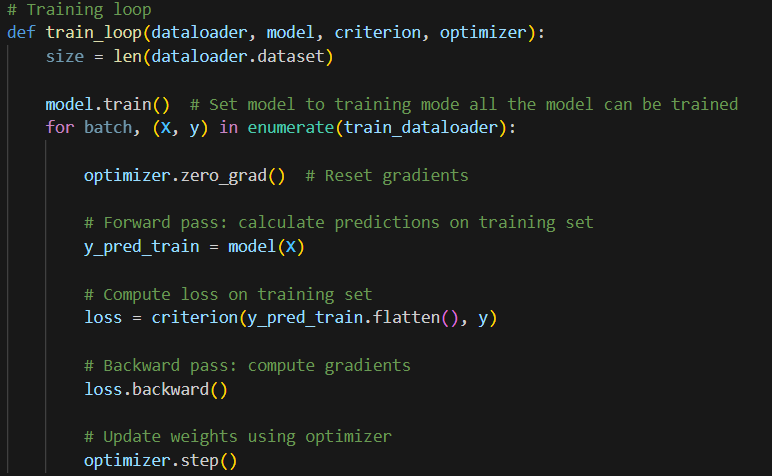 # Training loop
def train_loop(dataloader, model, criterion, optimizer):
    size = len(dataloader.dataset)
    model.train()  # Set model to training mode all the model can be trained
    for batch, (X, y) in enumerate(train_dataloader):
        optimizer.zero_grad()  # Reset gradients
        # Forward pass: calculate predictions on training set
        y_pred_train = model(X)
        # Compute loss on training set
        loss = criterion(y_pred_train.flatten(), y)
        # Backward pass: compute gradients
        loss.backward()
        # Update weights using optimizer
        optimizer.step()